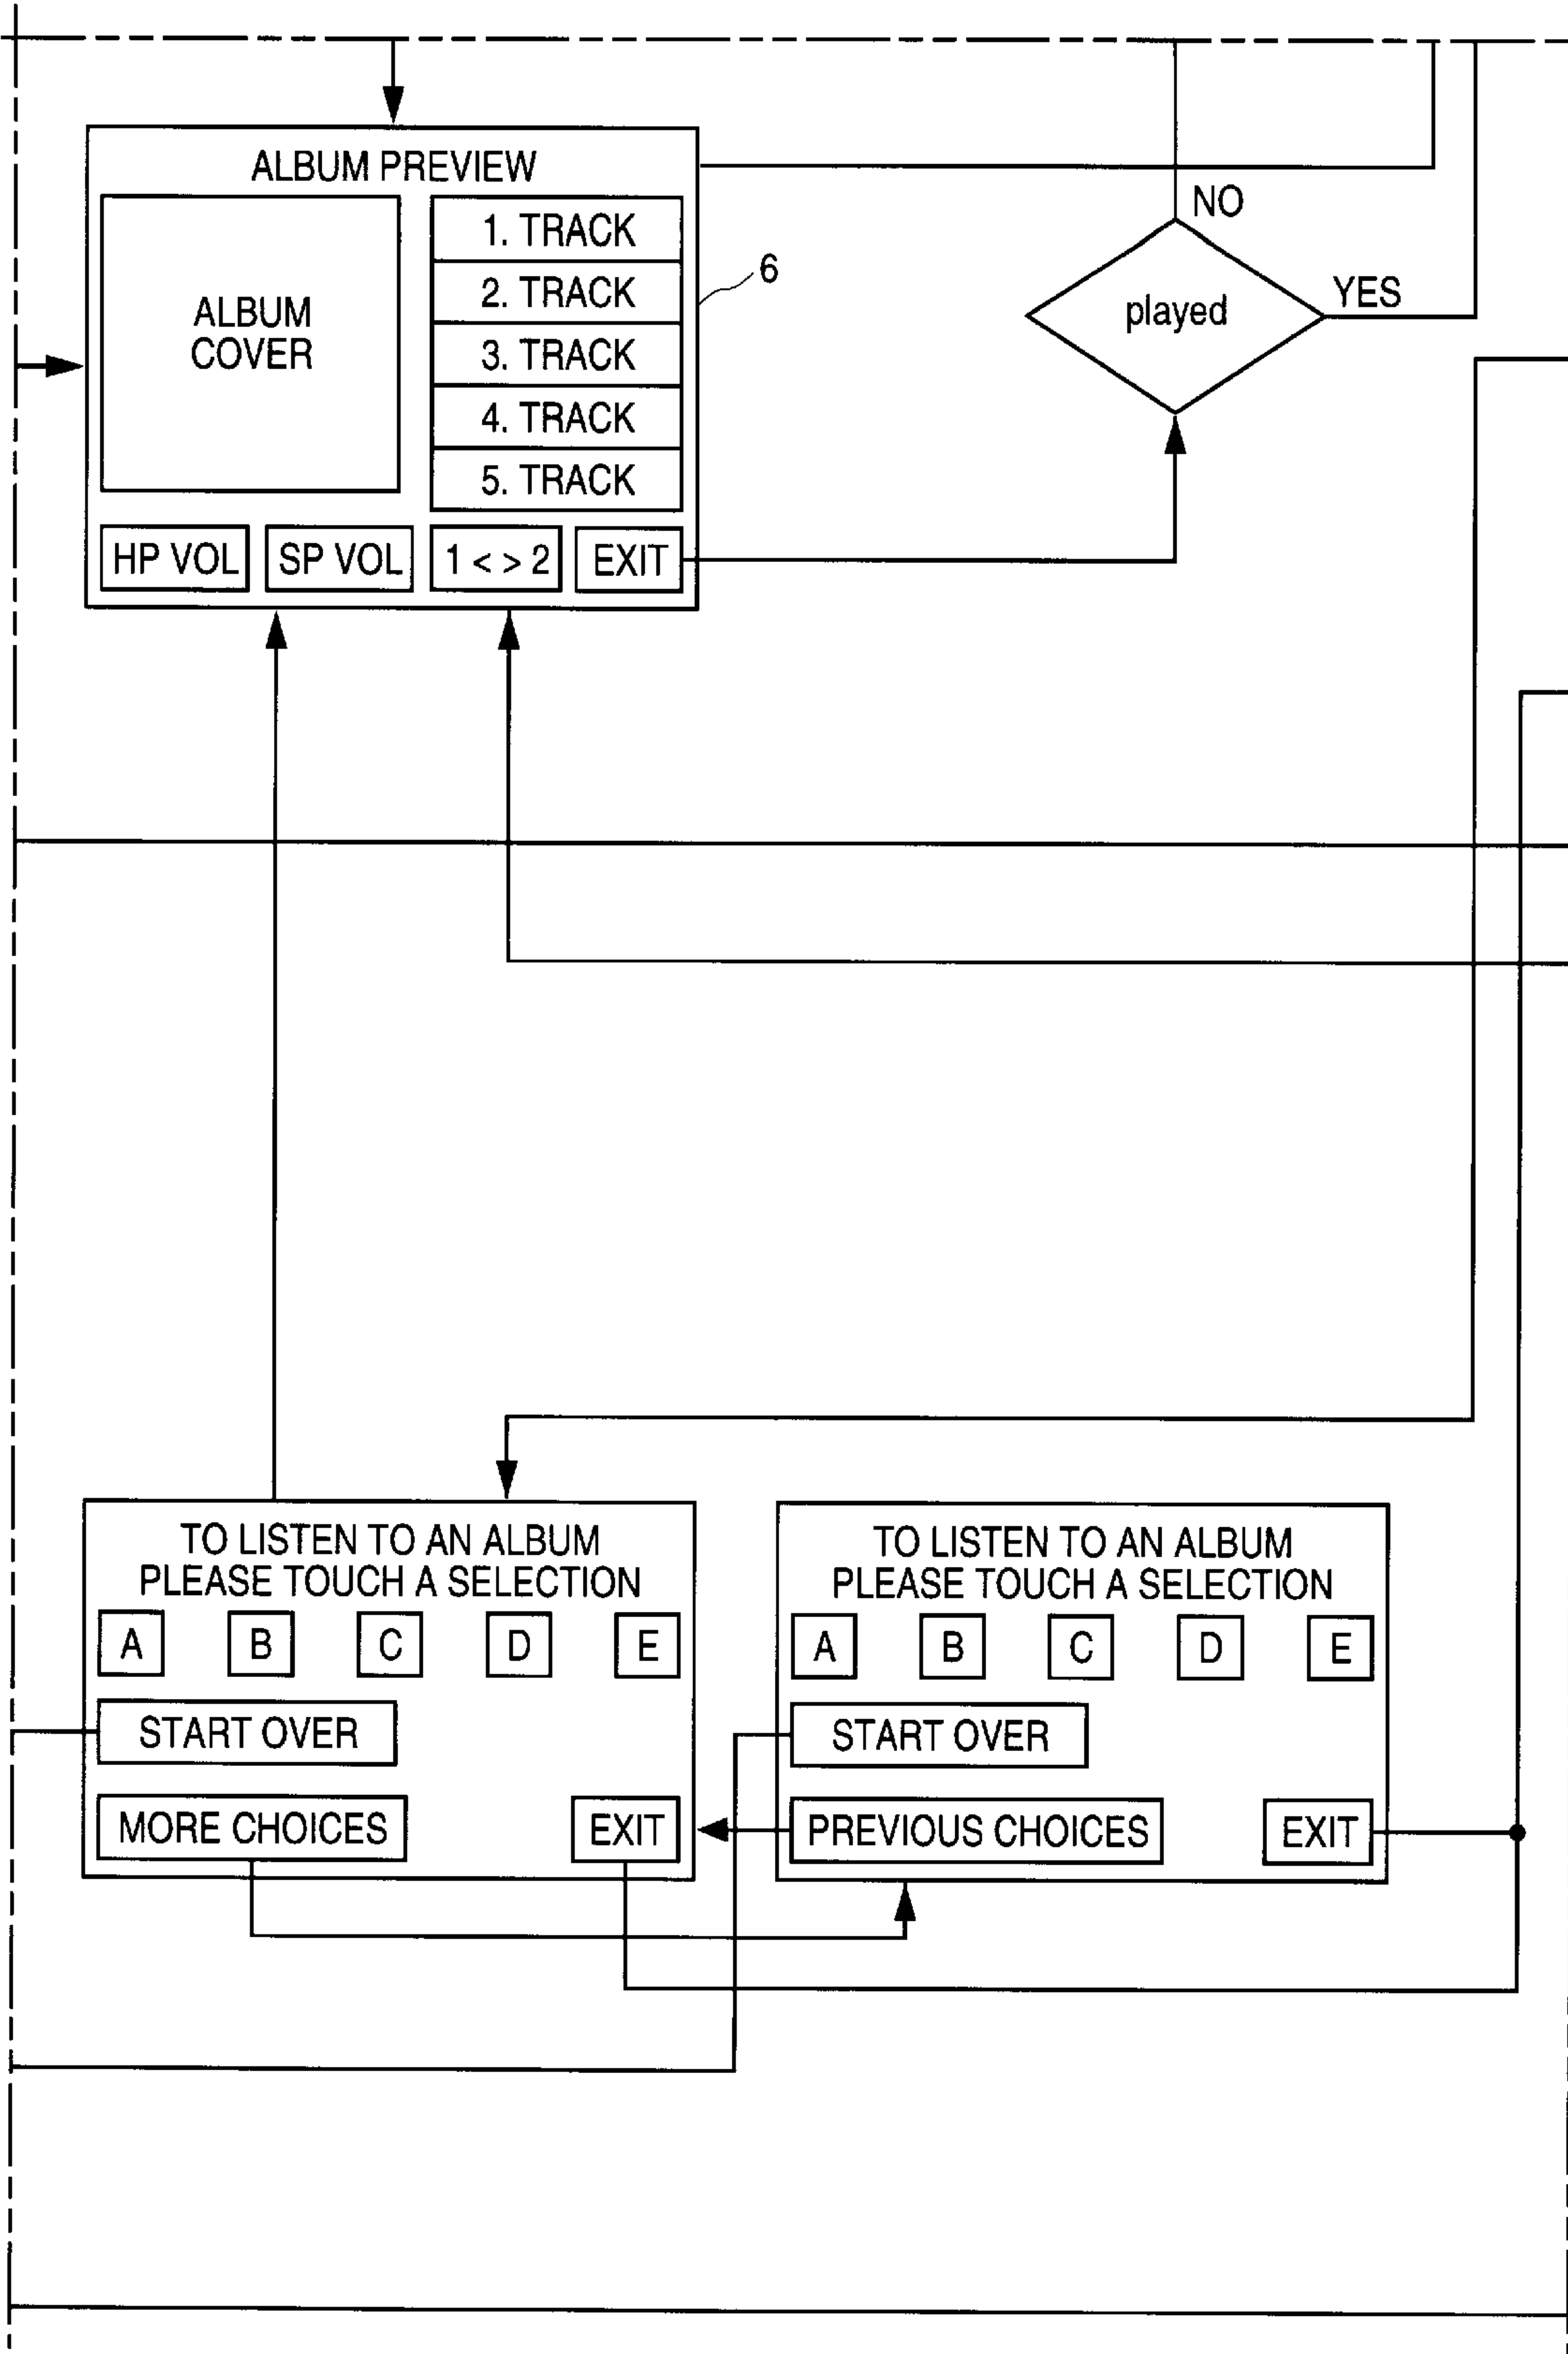 ALBUM PREVIEW
ALBUM
COVER
1. TRACK
2. TRACK
3. TRACK
4. TRACK
5. TRACK
6
HP VOL
SP VOL
1 < > 2
EXIT
NO
played
YES
TO LISTEN TO AN ALBUM
PLEASE TOUCH A SELECTION
A
B
C
D
E
START OVER
MORE CHOICES
EXIT
TO LISTEN TO AN ALBUM
PLEASE TOUCH A SELECTION
A
B
C
D
E
START OVER
PREVIOUS CHOICES
EXIT